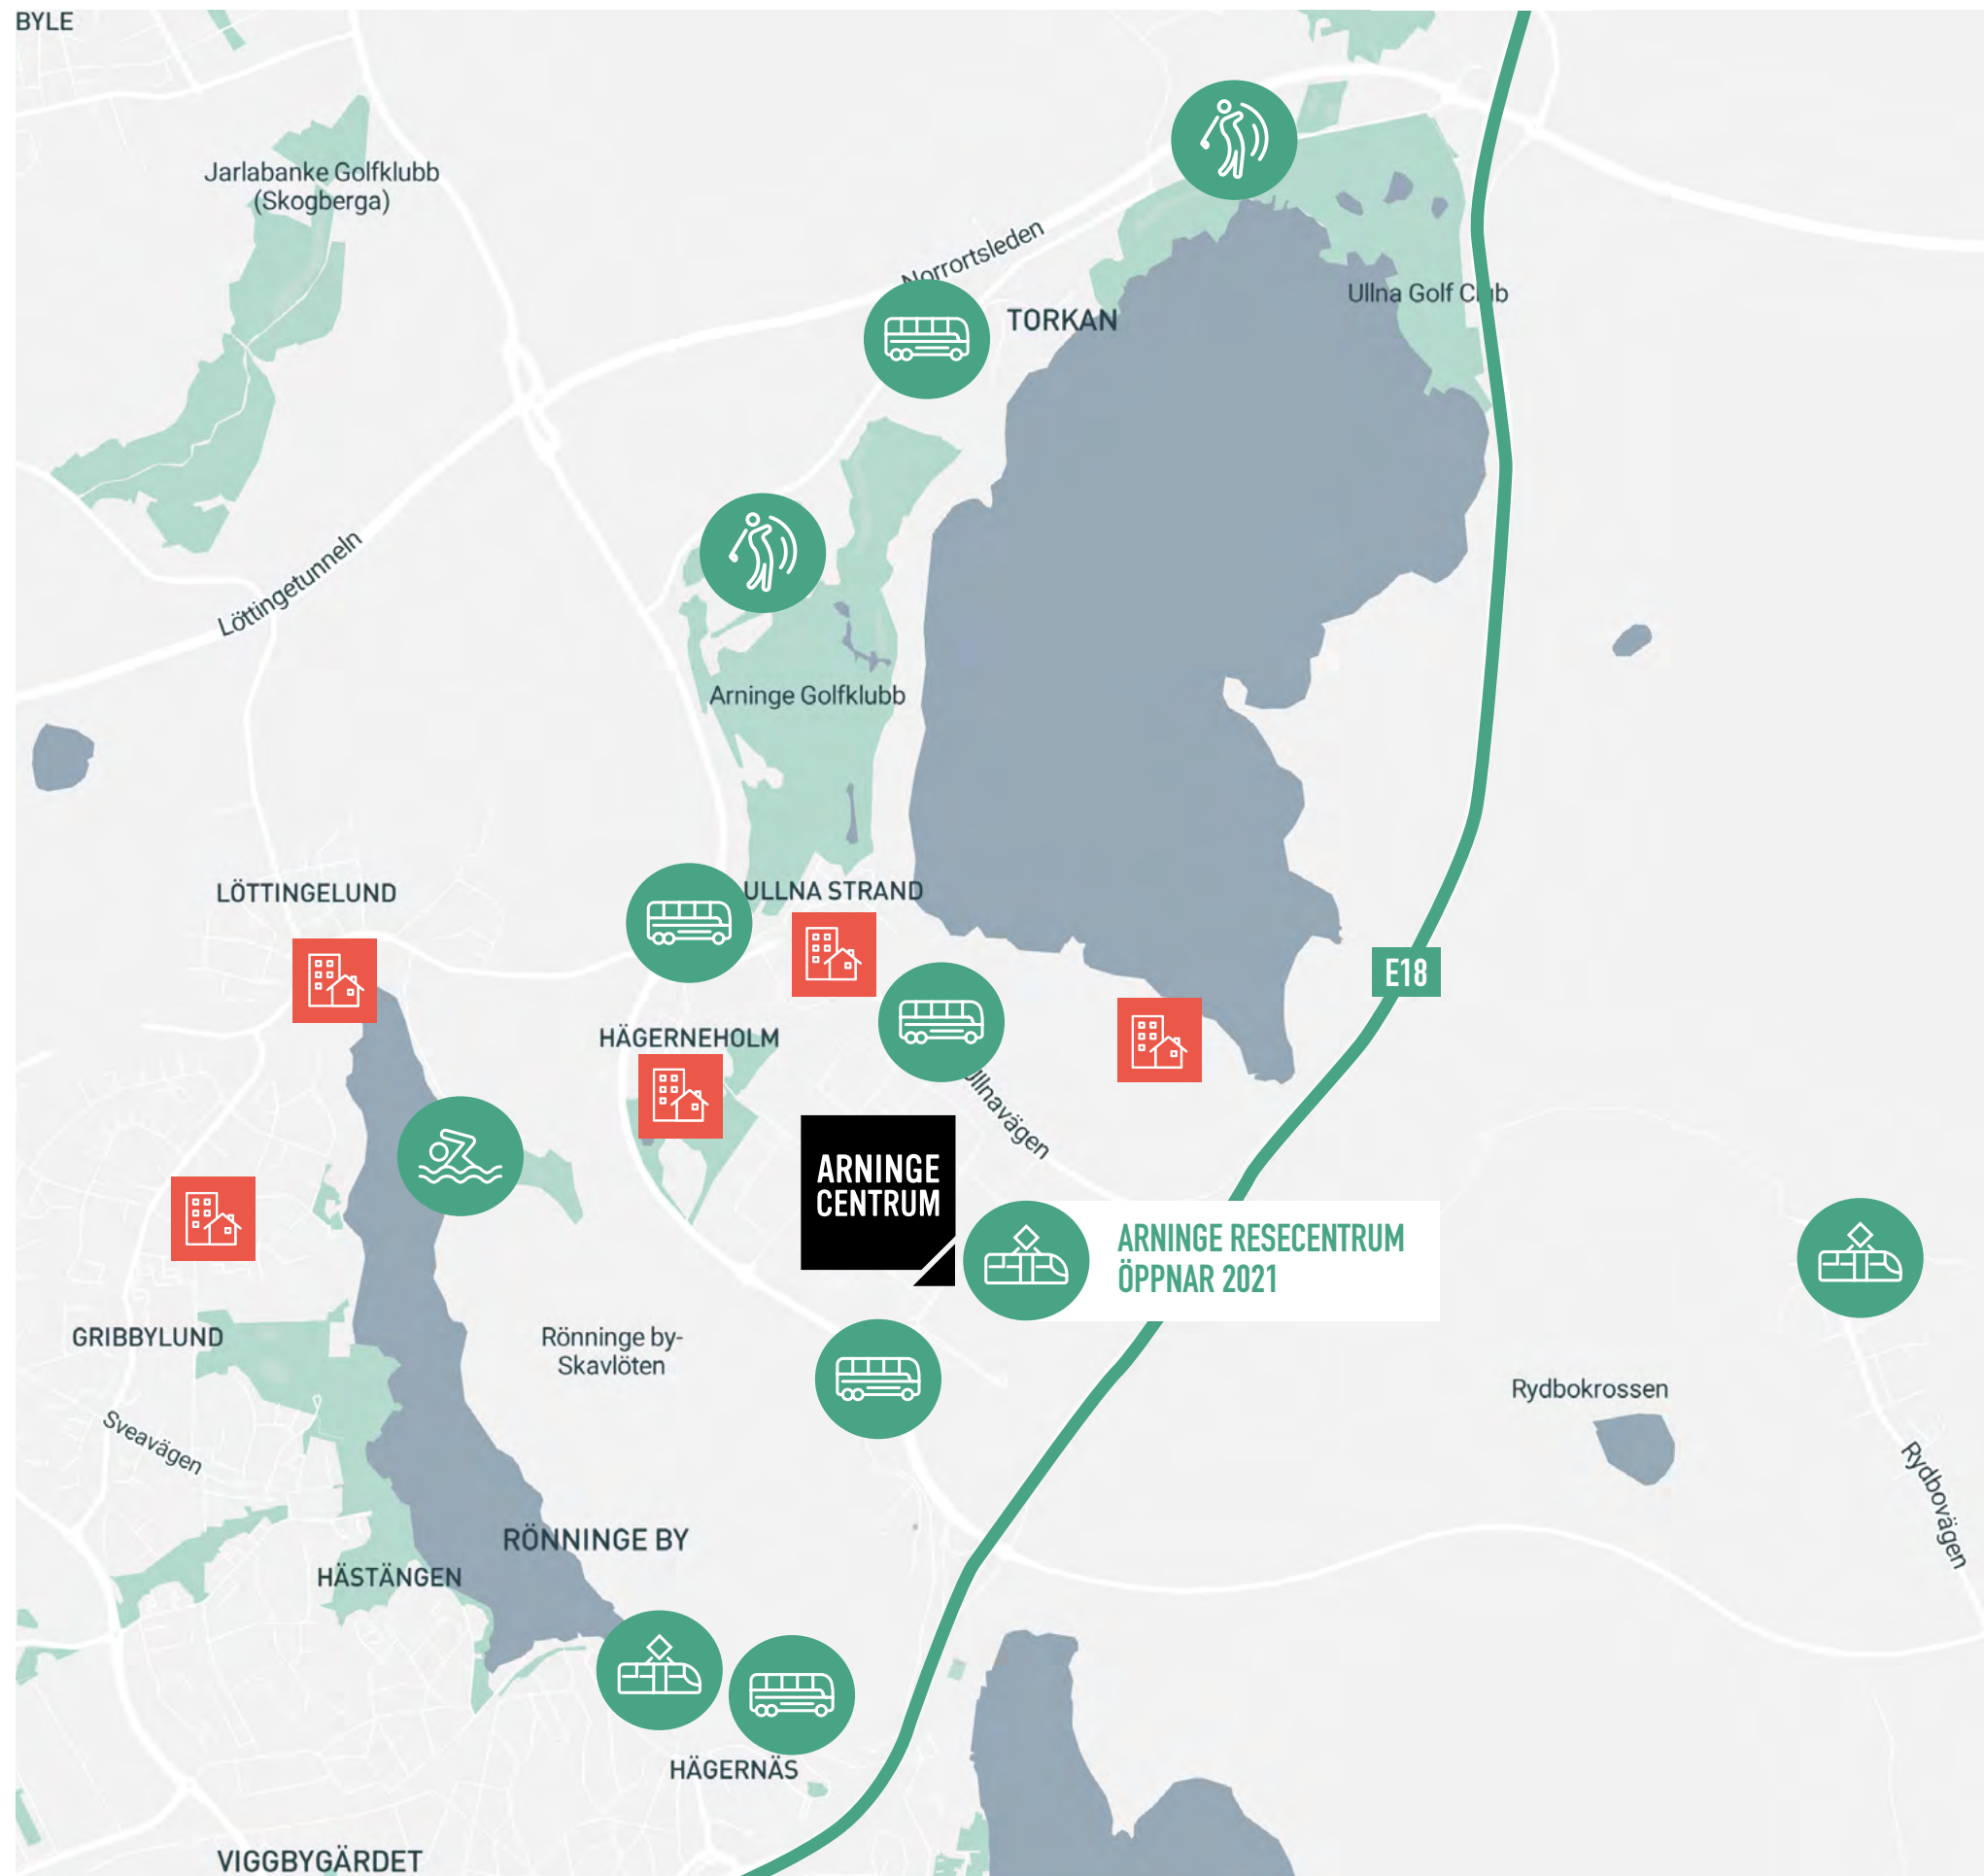 BYLE
Jarlabanke Golfklubb
(Skogberga)
Norrortsleden
Ullna Golf Club
TORKAN
Löttingetunneln
Arninge Golfklubb
LÖTTINGELUND
ULLNA STRAND
E18
HÄGERNEHOLM
Ullnavägen
ARNINGE
CENTRUM
ARNINGE RESECENTRUM
ÖPPNAR 2021
GRIBBYLUND
Rönninge by-
Skavlöten
Rydbokrossen
Sveavägen
Rydbovägen
RÖNNINGE BY
HÄSTÄNGEN
HÄGERNÄS
VIGGBYGÄRDET